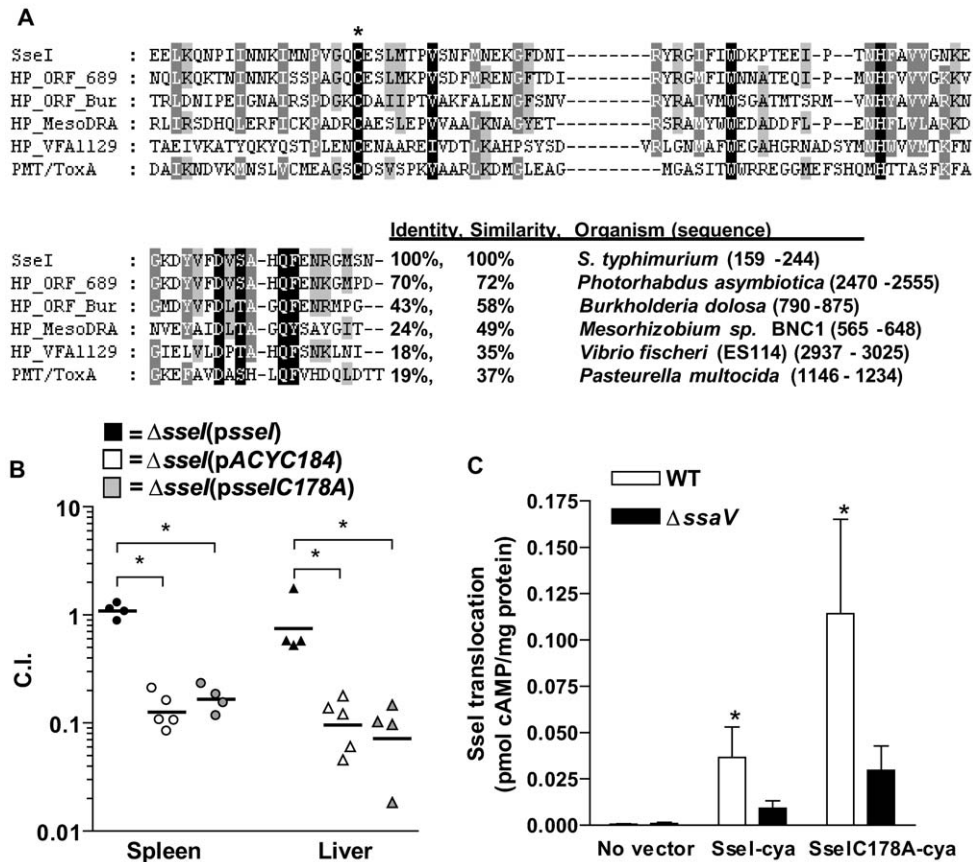 A
*
SseI : EELKQNPIINNKIMNPVGQCESLMTPVSNFMNEKGFDNI-------RYRGIFIWDKPTEEI-P-TNHFAVVGNKE
HP_ORF_689 : NQLKQKTNINNKISSPAGQCESLMKPVSDFMRENGFTDI-------RYRGMFIWNNATEQI-P-MNHFVVVGKKV
HP_ORF_Bur : TRLDNIPEIGNAIRSPDGKCDAIIPTVAKFALENGFSNV-------RYRAIVMWSGATMTSRM-VNHYAVVARKN
HP_MesoDRA : RLIRSDHQLERFICKPADRCAESLEPVVAALKNAGYET--------RSRAMYWWEDADDFL-P-ENHFLVLARKD
HP_VFA1129 : TAEIVKATYQKYQSTPLENCENAAREIVDTLKAHPSYSD-------VRLGNMAFWEGAHGRNADSYMNHWVVMTKFN
PMT/ToxA : DAIKNDVKMNSLVCMEAGSCDSVSPKVAARLKDMGLEAG-------MGASITWWRREGGMEFSHQMHTTASFKFA
Identity, Similarity, Organism (sequence)
SseI : GKDYVFDVSA-HQFENRGMSN- 100%, 100% S. typhimurium (159 -244)
HP_ORF_689 : GKDYVFDVSA-HQFENKGMPD- 70%, 72% Photorhabdus asymbiotica (2470 -2555)
HP_ORF_Bur : GMDYVFDLTA-GQFENRMPG-- 43%, 58% Burkholderia dolosa (790 -875)
HP_MesoDRA : NVEYAIDLTA-GQYSAYGIT-- 24%, 49% Mesorhizobium sp. BNC1 (565 -648)
HP_VFA1129 : GIELVLDPTA-HQFSNKLNI-- 18%, 35% Vibrio fischeri (ES114) (2937 - 3025)
PMT/ToxA : GKEFAVDASH-LQFVHDQLDTT 19%, 37% Pasteurella multocida (1146 - 1234)
B
= ΔsseI(psseI)
= ΔsseI(pACYC184)
= ΔsseI(psseIC178A)
C.I.
10
1
0.1
0.01
* * * *
Spleen Liver
C
WT
ΔssaV
SseI translocation
(pmol cAMP/mg protein)
0.175
0.150
0.125
0.100
0.075
0.050
0.025
0.000
* *
No vector SseI-cya SseIC178A-cya